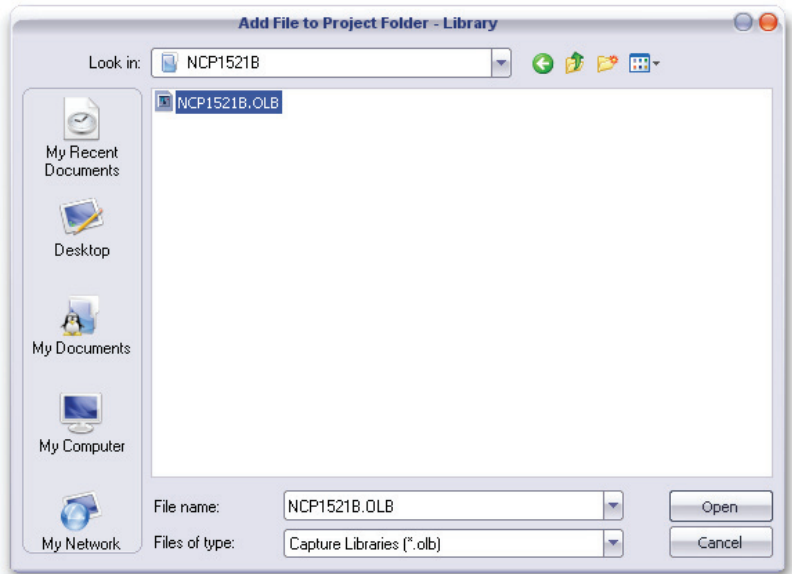 Add File to Project Folder - Library
Look in:
NCP1521B
NCP1521B.OLB
My Recent
Documents
Desktop
My Documents
My Computer
My Network
File name:
NCP1521B.OLB
Open
Files of type:
Capture Libraries (*.olb)
Cancel